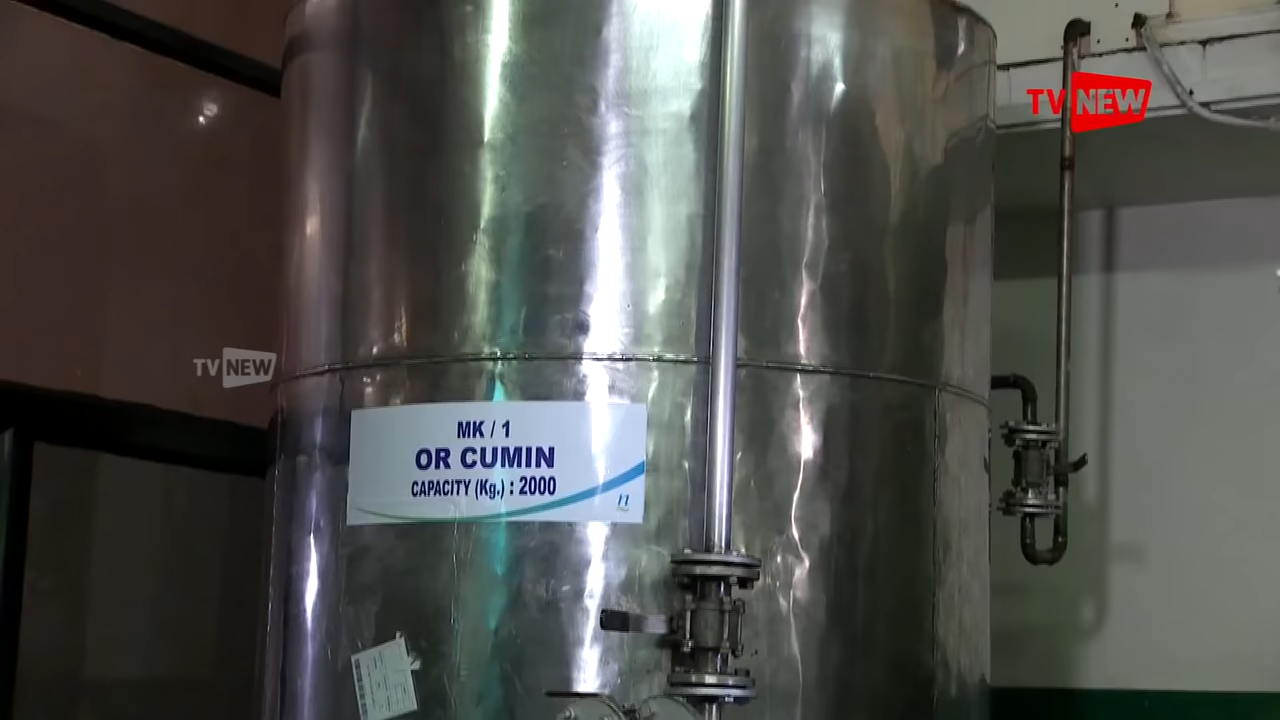 TV NEW
TV NEW
MK / 1
OR CUMIN
CAPACITY (Kg.) : 2000
n